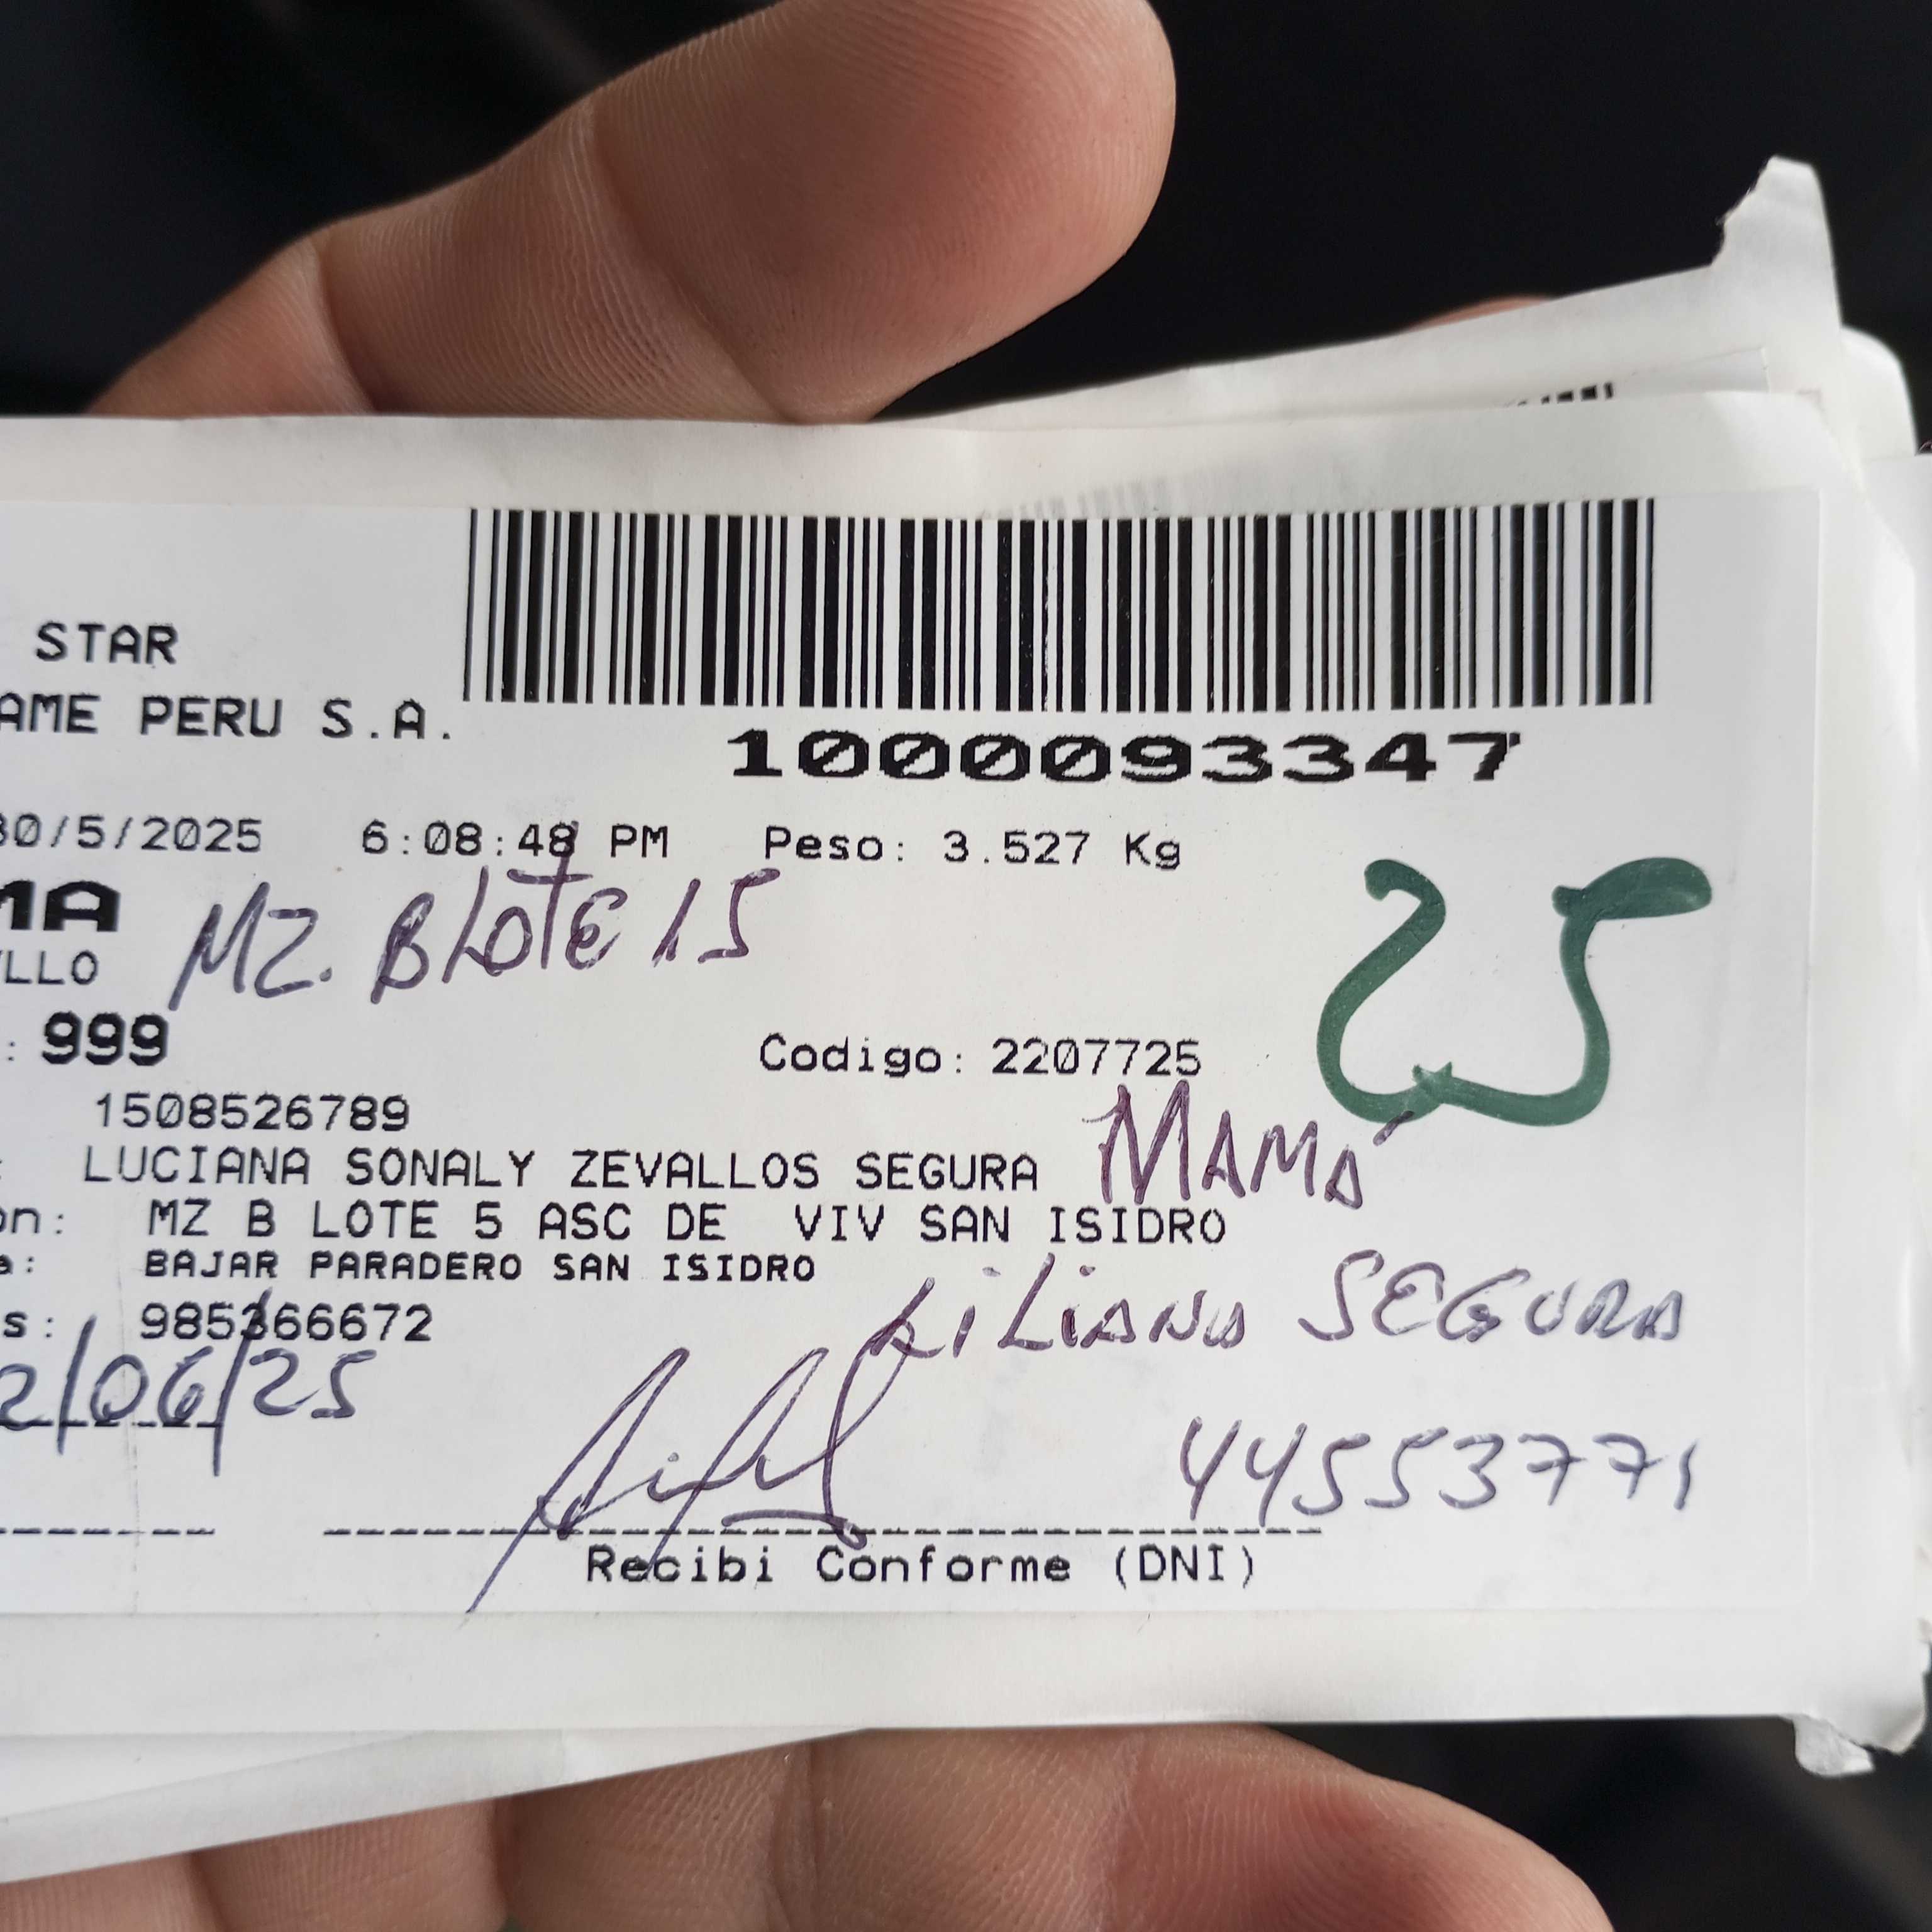 STAR
AME PERU S.A.
1000093347
30/5/2025 6:08:48 PM Peso: 3.527 Kg
MA
LLO MZ. B LOTE 15
25
: 999 Codigo: 2207725
1508526789
: LUCIANA SONALY ZEVALLOS SEGURA MAMÁ
on: MZ B LOTE 5 ASC DE VIV SAN ISIDRO
a: BAJAR PARADERO SAN ISIDRO
s: 985366672 LiLiANA SEGURA
2/06/25
44553771
Recibi Conforme (DNI)